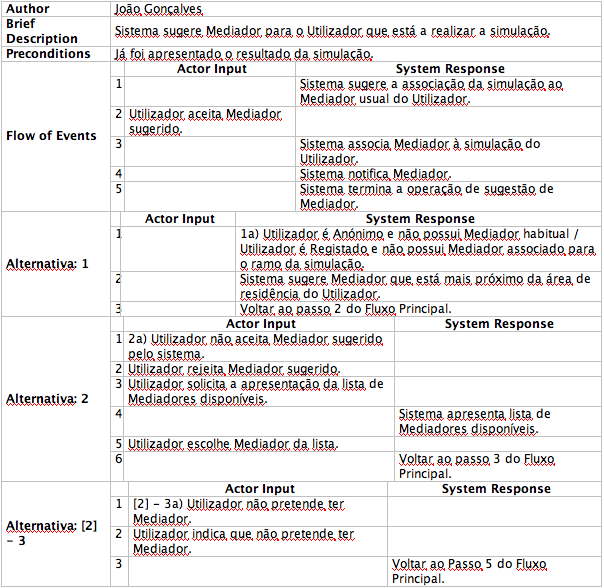 Author João Gonçalves
Brief Description Sistema sugere Mediador para o Utilizador que está a realizar a simulação.
Preconditions Já foi apresentado o resultado da simulação.
Flow of Events
Actor Input System Response
1 Sistema sugere a associação da simulação ao
Mediador usual do Utilizador.
2 Utilizador aceita Mediador
sugerido.
3 Sistema associa Mediador à simulação do
Utilizador.
4 Sistema notifica Mediador.
5 Sistema termina a operação de sugestão de
Mediador.
Alternativa: 1
Actor Input System Response
1 1a) Utilizador é Anónimo e não possui Mediador habitual /
Utilizador é Registado e não possui Mediador associado para
o ramo da simulação.
2 Sistema sugere Mediador que está mais próximo da área de
residência do Utilizador.
3 Voltar ao passo 2 do Fluxo Principal.
Alternativa: 2
Actor Input System Response
1 2a) Utilizador não aceita Mediador sugerido
pelo sistema.
2 Utilizador rejeita Mediador sugerido.
3 Utilizador solicita a apresentação da lista de
Mediadores disponíveis.
4 Sistema apresenta lista de
Mediadores disponíveis.
5 Utilizador escolhe Mediador da lista.
6 Voltar ao passo 3 do Fluxo
Principal.
Alternativa: [2]
- 3
Actor Input System Response
1 [2] - 3a) Utilizador não pretende ter
Mediador.
2 Utilizador indica que não pretende ter
Mediador.
3 Voltar ao Passo 5 do Fluxo
Principal.